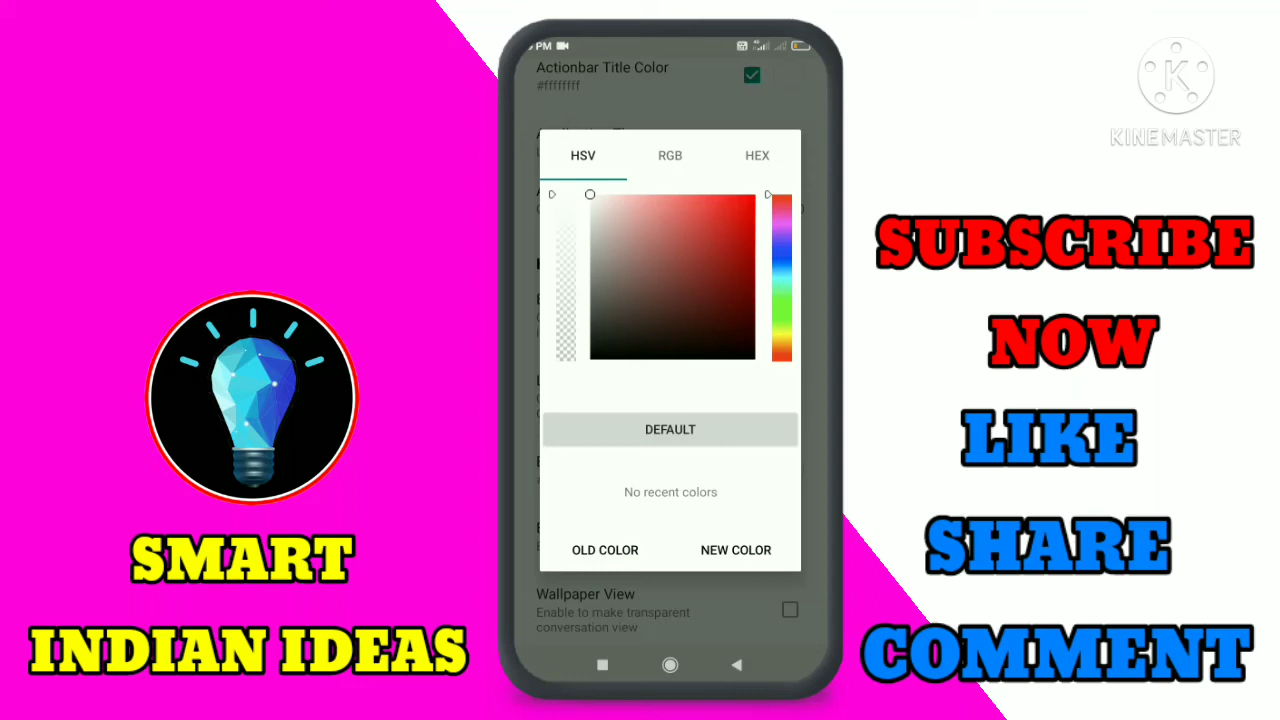 PM
Actionbar Title Color
#ffffffff
HSV
RGB
HEX
DEFAULT
No recent colors
OLD COLOR
NEW COLOR
Wallpaper View
Enable to make transparent
conversation view
KINEMASTER
SMART
INDIAN IDEAS
SUBSCRIBE
NOW
LIKE
SHARE
COMMENT